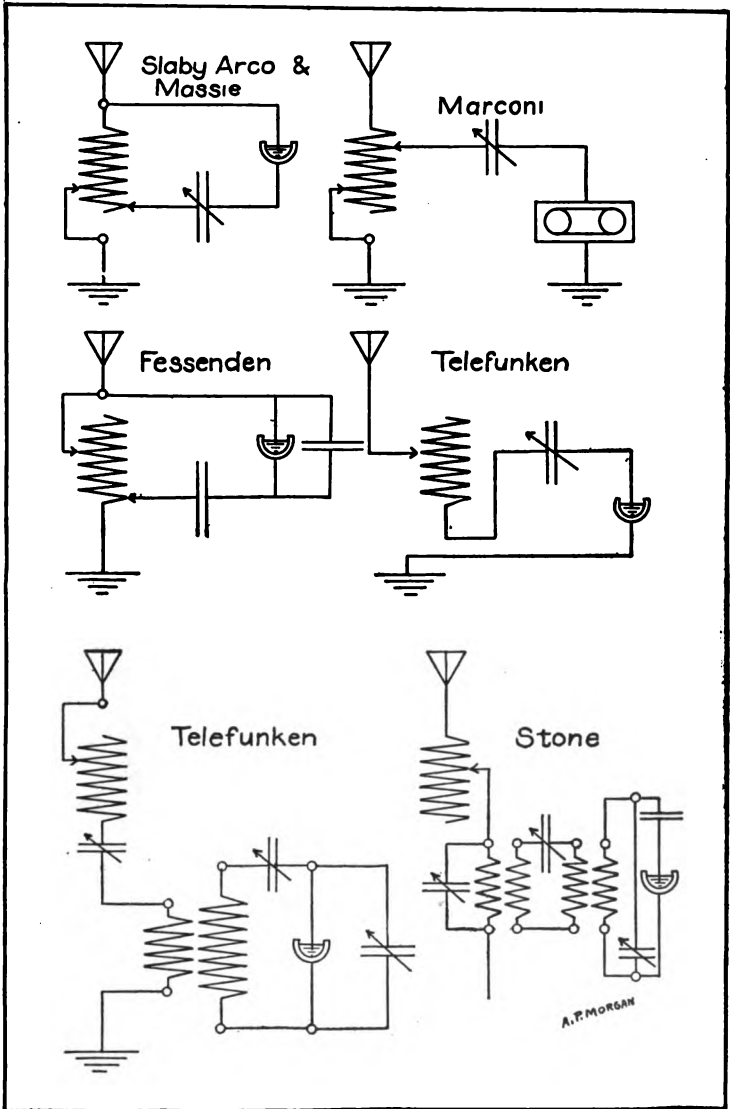 Slaby Arco &
Massie
Marconi
Fessenden
Telefunken
Telefunken
Stone
A.P. MORGAN